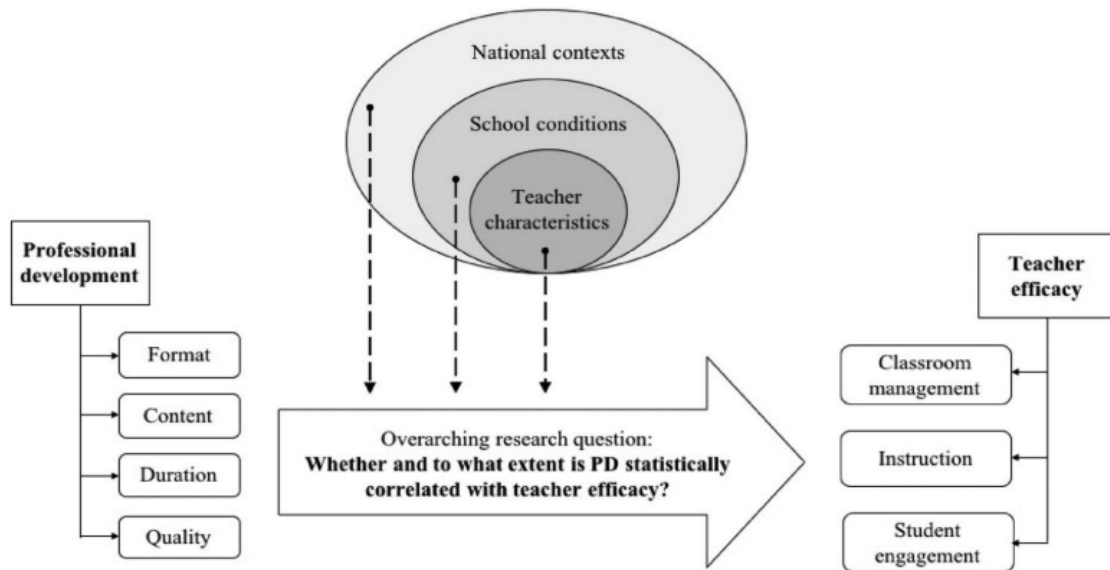 National contexts
School conditions
Teacher
characteristics
Professional
development
Format
Content
Duration
Quality
Overarching research question:
Whether and to what extent is PD statistically
correlated with teacher efficacy?
Teacher
efficacy
Classroom
management
Instruction
Student
engagement